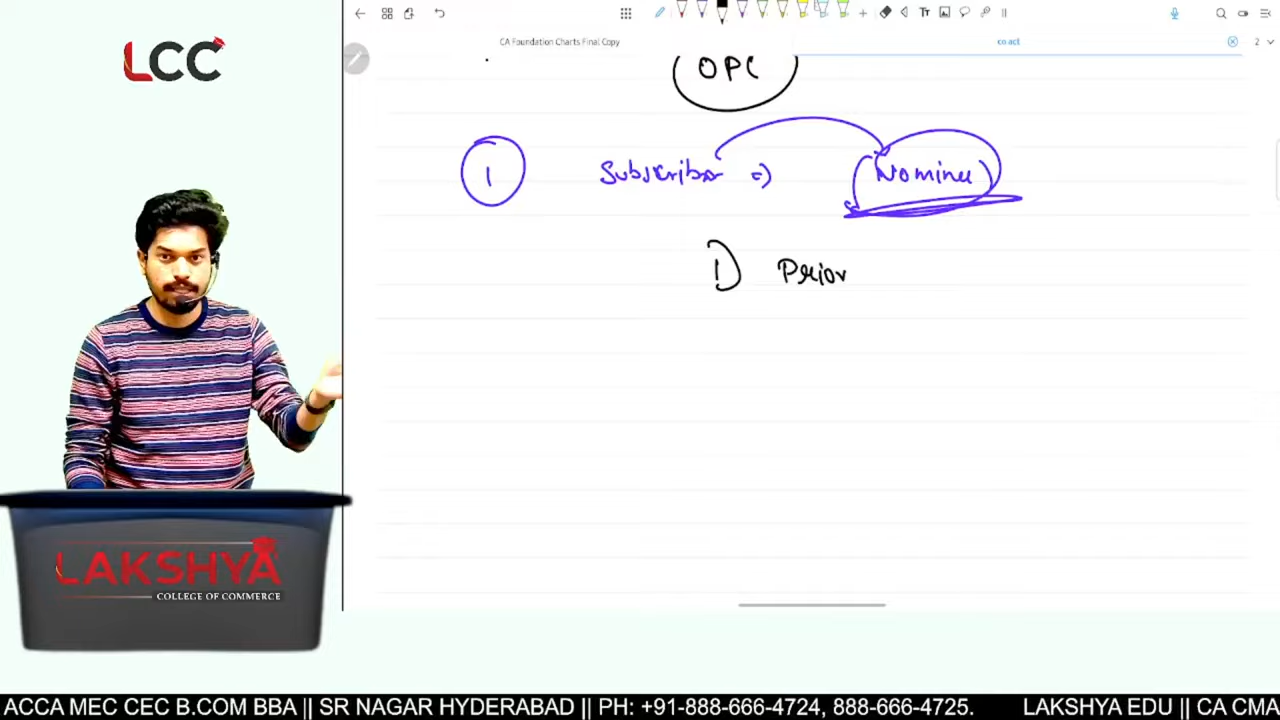 LCC
Tт
CA Foundation Charts Final Copy
co act
2
OPC
1 Subscriber => (Nominee)
1) Prior
LAKSHYA
COLLEGE OF COMMERCE
ACCA MEC CEC B.COM BBA || SR NAGAR HYDERABAD || PH: +91-888-666-4724, 888-666-4725. LAKSHYA EDU || CA CMA